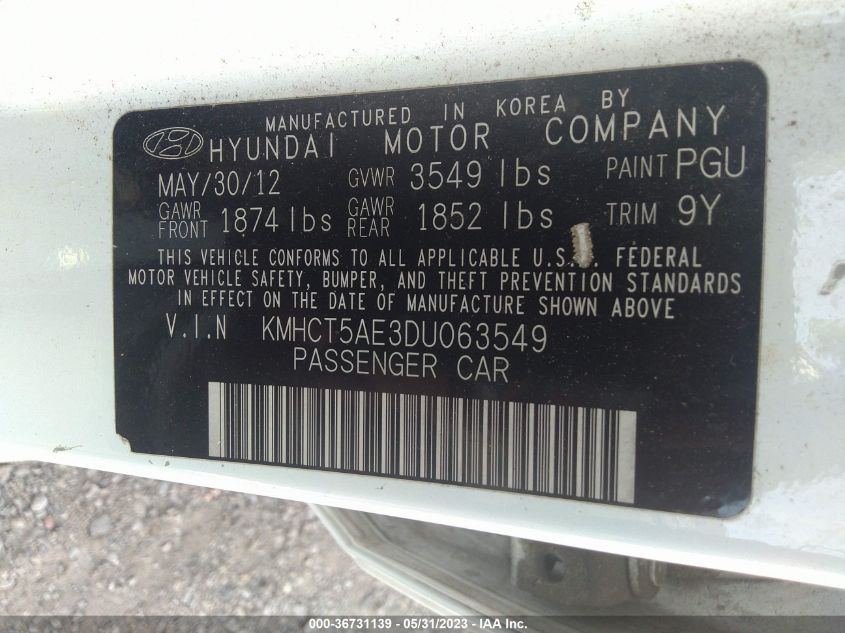 MANUFACTURED IN KOREA BY
HYUNDAI MOTOR COMPANY
MAY/30/12 GVWR 3549 lbs PAINT PGU
GAWR FRONT 1874 lbs GAWR REAR 1852 lbs TRIM 9Y
THIS VEHICLE CONFORMS TO ALL APPLICABLE U.S. FEDERAL
MOTOR VEHICLE SAFETY, BUMPER, AND THEFT PREVENTION STANDARDS
IN EFFECT ON THE DATE OF MANUFACTURE SHOWN ABOVE
V.I.N KMHCT5AE3DU063549
PASSENGER CAR
000-36731139 - 05/31/2023 - IAA Inc.